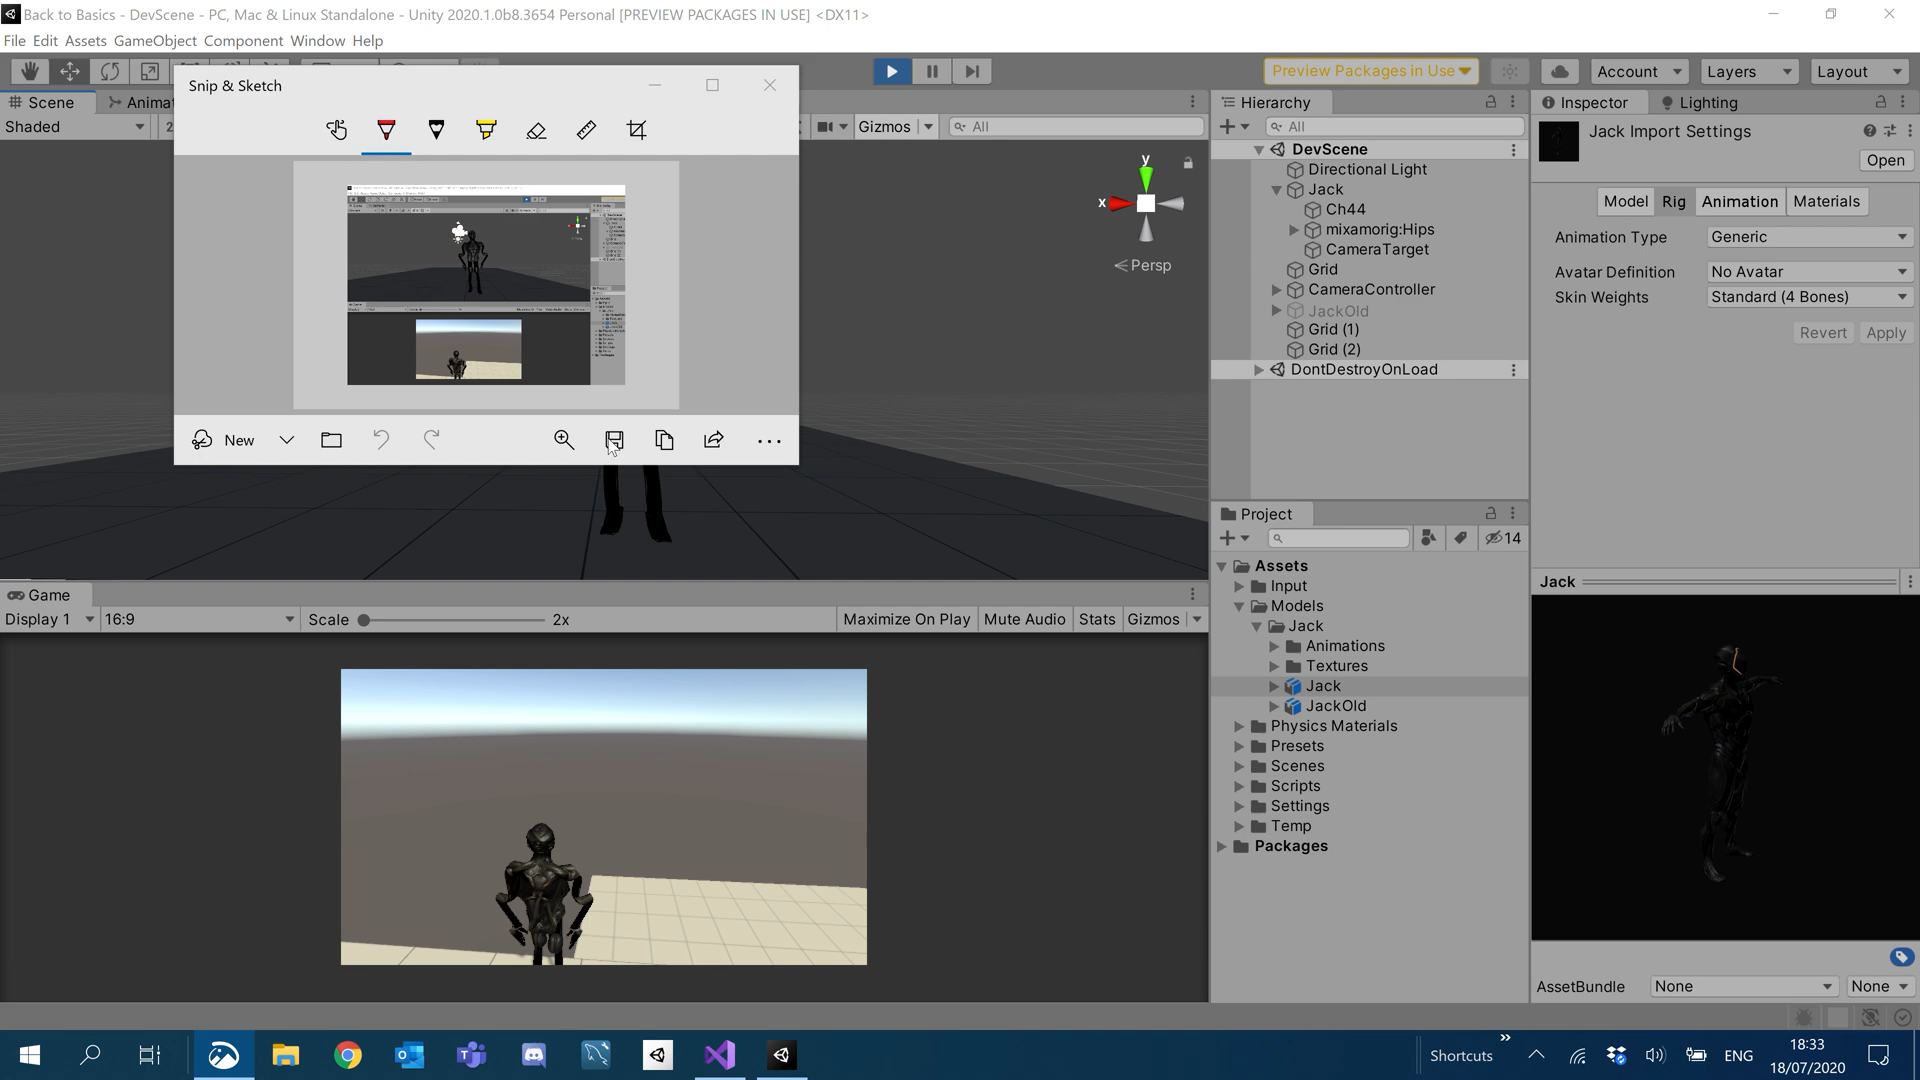 Back to Basics - DevScene - PC, Mac & Linux Standalone - Unity 2020.1.0b8.3654 Personal [PREVIEW PACKAGES IN USE] <DX11>
File Edit Assets GameObject Component Window Help
Preview Packages in Use
Account
Layers
Layout
Scene
Animat
Shaded
2
Gizmos
All
Snip & Sketch
New
y
x
Persp
Hierarchy
All
DevScene
Directional Light
Jack
Ch44
mixamorig:Hips
CameraTarget
Grid
CameraController
JackOld
Grid (1)
Grid (2)
DontDestroyOnLoad
Inspector
Lighting
Jack Import Settings
Open
Model
Rig
Animation
Materials
Animation Type
Generic
Avatar Definition
No Avatar
Skin Weights
Standard (4 Bones)
Revert
Apply
Project
14
Assets
Input
Models
Jack
Animations
Textures
Jack
JackOld
Physics Materials
Presets
Scenes
Scripts
Settings
Temp
Packages
Jack
AssetBundle
None
None
Game
Display 1
16:9
Scale
2x
Maximize On Play
Mute Audio
Stats
Gizmos
Shortcuts
ENG
18:33
18/07/2020